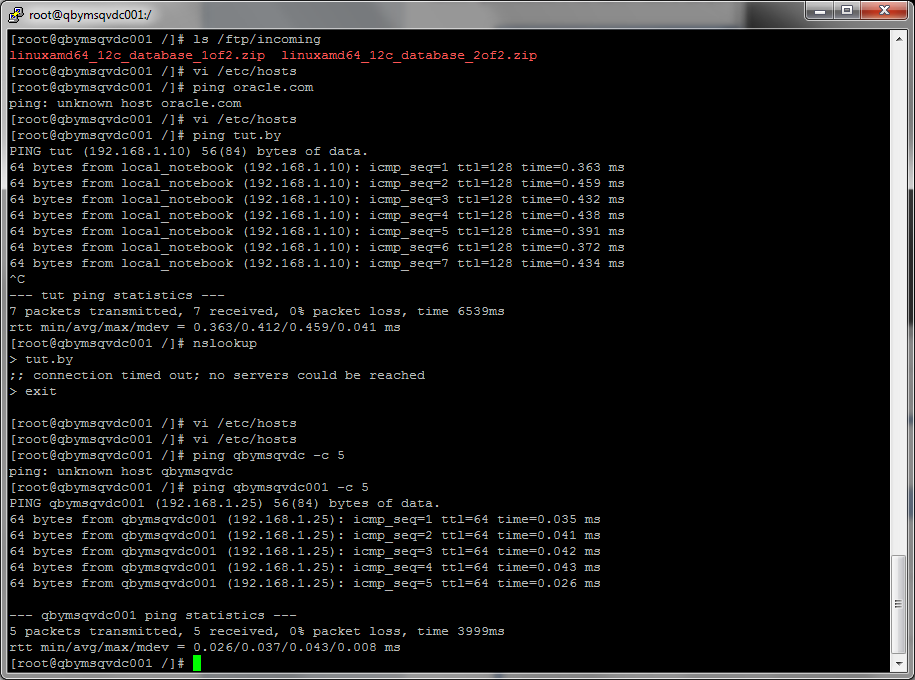 root@qbymsqvdc001:/
[root@qbymsqvdc001 /]# ls /ftp/incoming
linuxamd64_12c_database_1of2.zip  linuxamd64_12c_database_2of2.zip
[root@qbymsqvdc001 /]# vi /etc/hosts
[root@qbymsqvdc001 /]# ping oracle.com
ping: unknown host oracle.com
[root@qbymsqvdc001 /]# vi /etc/hosts
[root@qbymsqvdc001 /]# ping tut.by
PING tut (192.168.1.10) 56(84) bytes of data.
64 bytes from local_notebook (192.168.1.10): icmp_seq=1 ttl=128 time=0.363 ms
64 bytes from local_notebook (192.168.1.10): icmp_seq=2 ttl=128 time=0.459 ms
64 bytes from local_notebook (192.168.1.10): icmp_seq=3 ttl=128 time=0.432 ms
64 bytes from local_notebook (192.168.1.10): icmp_seq=4 ttl=128 time=0.438 ms
64 bytes from local_notebook (192.168.1.10): icmp_seq=5 ttl=128 time=0.391 ms
64 bytes from local_notebook (192.168.1.10): icmp_seq=6 ttl=128 time=0.372 ms
64 bytes from local_notebook (192.168.1.10): icmp_seq=7 ttl=128 time=0.434 ms
^C
--- tut ping statistics ---
7 packets transmitted, 7 received, 0% packet loss, time 6539ms
rtt min/avg/max/mdev = 0.363/0.412/0.459/0.041 ms
[root@qbymsqvdc001 /]# nslookup
> tut.by
;; connection timed out; no servers could be reached
> exit
[root@qbymsqvdc001 /]# vi /etc/hosts
[root@qbymsqvdc001 /]# vi /etc/hosts
[root@qbymsqvdc001 /]# ping qbymsqvdc -c 5
ping: unknown host qbymsqvdc
[root@qbymsqvdc001 /]# ping qbymsqvdc001 -c 5
PING qbymsqvdc001 (192.168.1.25) 56(84) bytes of data.
64 bytes from qbymsqvdc001 (192.168.1.25): icmp_seq=1 ttl=64 time=0.035 ms
64 bytes from qbymsqvdc001 (192.168.1.25): icmp_seq=2 ttl=64 time=0.041 ms
64 bytes from qbymsqvdc001 (192.168.1.25): icmp_seq=3 ttl=64 time=0.042 ms
64 bytes from qbymsqvdc001 (192.168.1.25): icmp_seq=4 ttl=64 time=0.043 ms
64 bytes from qbymsqvdc001 (192.168.1.25): icmp_seq=5 ttl=64 time=0.026 ms
--- qbymsqvdc001 ping statistics ---
5 packets transmitted, 5 received, 0% packet loss, time 3999ms
rtt min/avg/max/mdev = 0.026/0.037/0.043/0.008 ms
[root@qbymsqvdc001 /]#